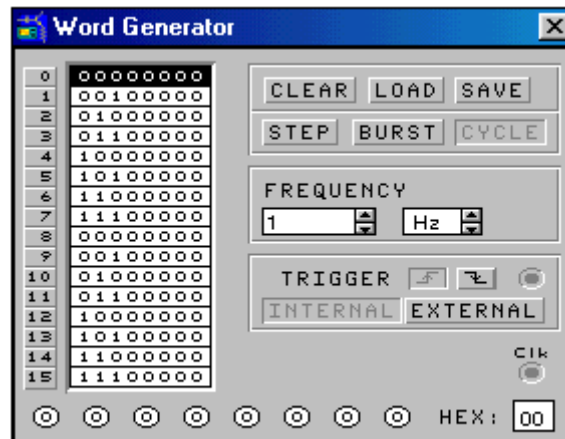 Word Generator
0 00000000
1 00100000
2 01000000
3 01100000
4 10000000
5 10100000
6 11100000
7 11100000
8 00000000
9 00100000
10 01000000
11 01100000
12 10000000
13 10100000
14 11000000
15 11100000
CLEAR LOAD SAVE
STEP BURST CYCLE
FREQUENCY
1 Hz
TRIGGER
INTERNAL EXTERNAL
Clk
HEX: 00